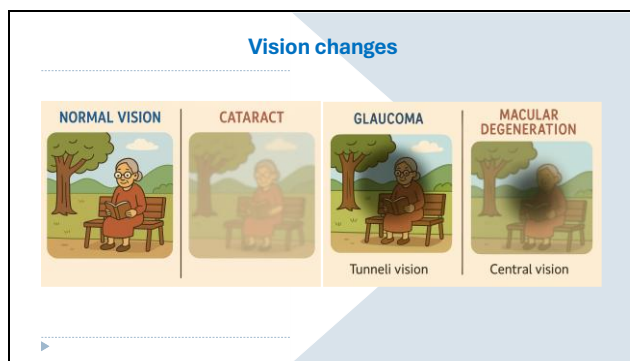 Vision changes
NORMAL VISION
CATARACT
GLAUCOMA
MACULAR
DEGENERATION
Tunneli vision
Central vision